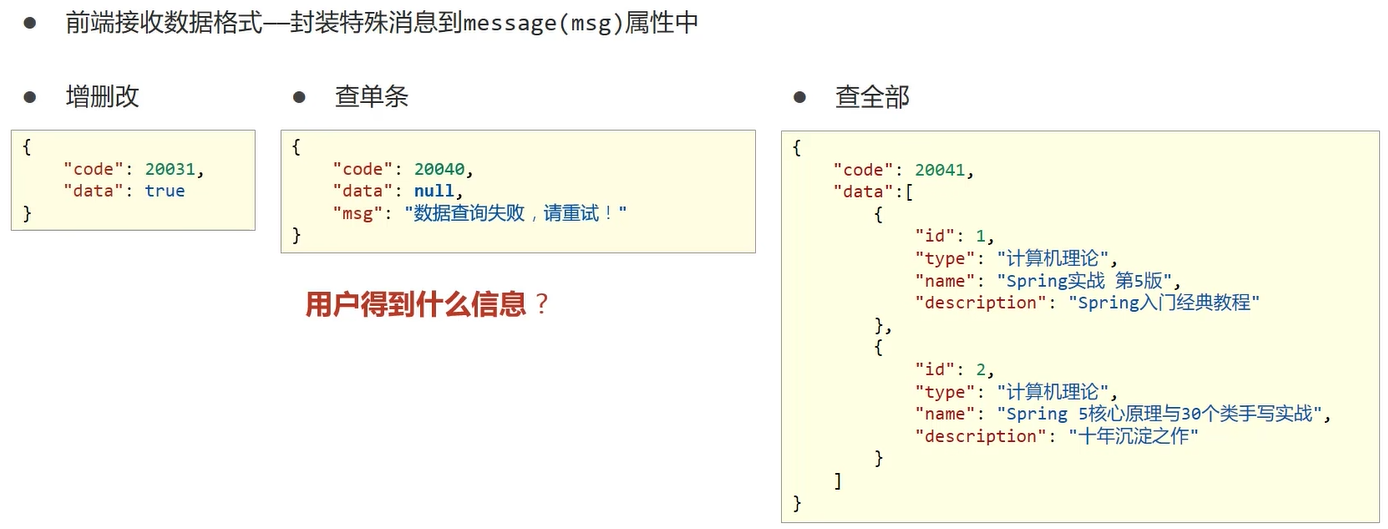 ● 前端接收数据格式——封装特殊消息到message(msg)属性中
● 增删改
{
"code": 20031,
"data": true
}
● 查单条
{
"code": 20040,
"data": null,
"msg": "数据查询失败，请重试！"
}
用户得到什么信息？
● 查全部
{
"code": 20041,
"data":[
{
"id": 1,
"type": "计算机理论",
"name": "Spring实战 第5版",
"description": "Spring入门经典教程"
},
{
"id": 2,
"type": "计算机理论",
"name": "Spring 5核心原理与30个类手写实战",
"description": "十年沉淀之作"
}
]
}